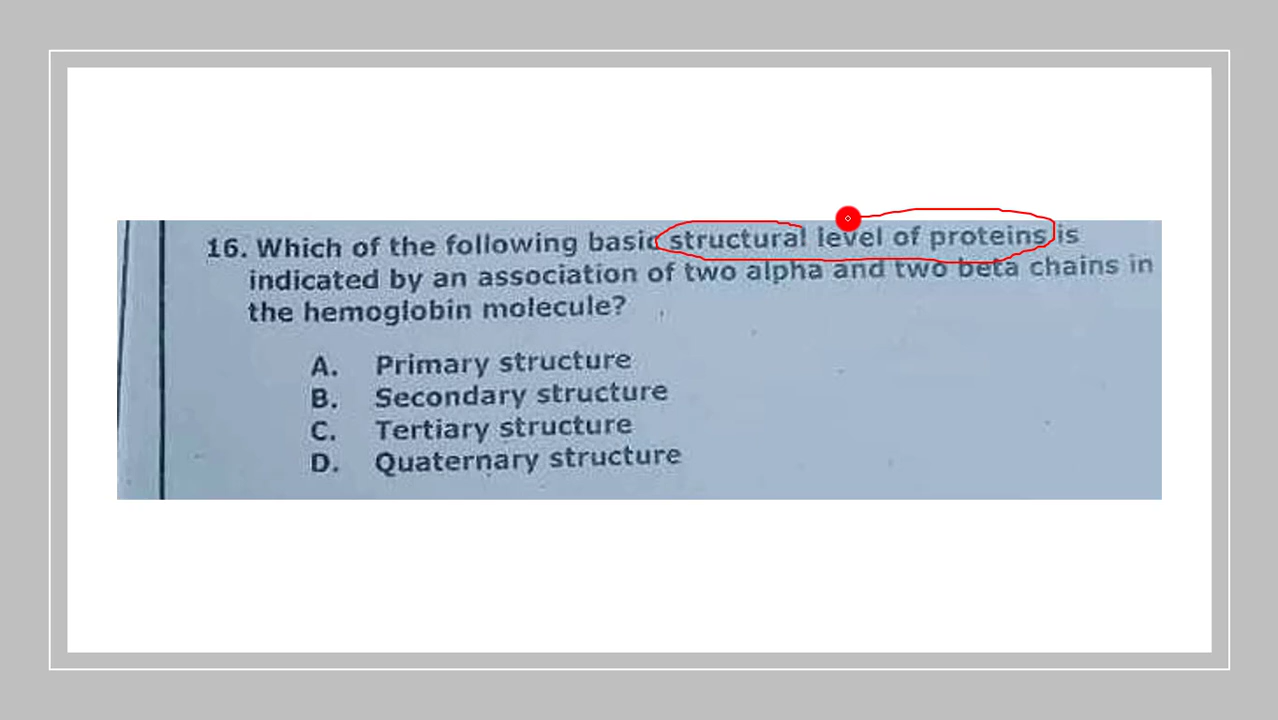 16. Which of the following basic structural level of proteins is
indicated by an association of two alpha and two beta chains in
the hemoglobin molecule?
A. Primary structure
B. Secondary structure
C. Tertiary structure
D. Quaternary structure